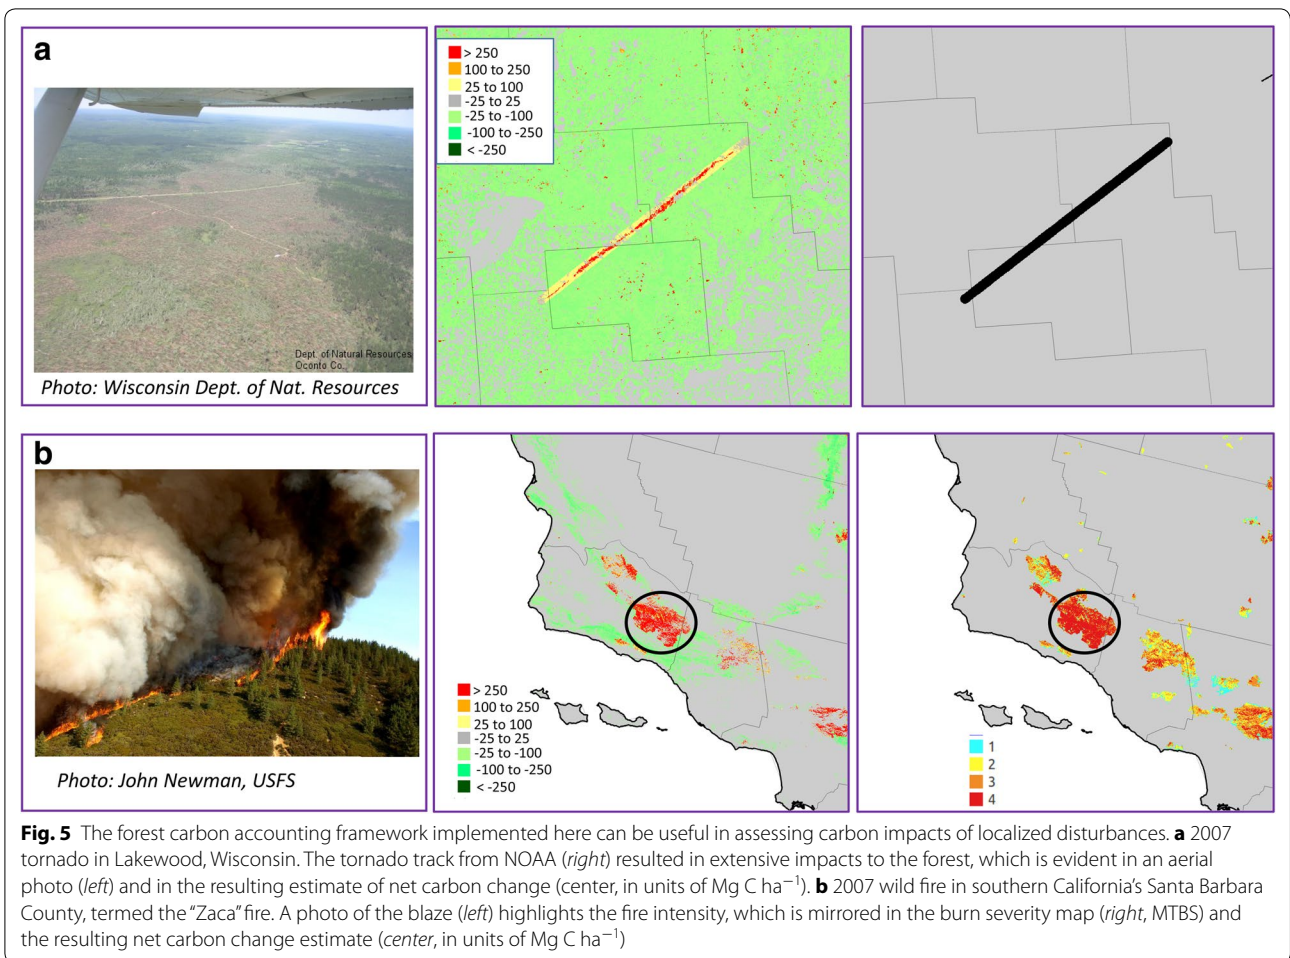 a
> 250
100 to 250
25 to 100
-25 to 25
-25 to -100
-100 to -250
< -250
Dept. of Natural Resources
Oconto Co.
Photo: Wisconsin Dept. of Nat. Resources
b
> 250
100 to 250
25 to 100
-25 to 25
-25 to -100
-100 to -250
< -250
1
2
3
4
Photo: John Newman, USFS
Fig. 5 The forest carbon accounting framework implemented here can be useful in assessing carbon impacts of localized disturbances. a 2007
tornado in Lakewood, Wisconsin. The tornado track from NOAA (right) resulted in extensive impacts to the forest, which is evident in an aerial
photo (left) and in the resulting estimate of net carbon change (center, in units of Mg C ha⁻¹). b 2007 wild fire in southern California's Santa Barbara
County, termed the "Zaca" fire. A photo of the blaze (left) highlights the fire intensity, which is mirrored in the burn severity map (right, MTBS) and
the resulting net carbon change estimate (center, in units of Mg C ha⁻¹)